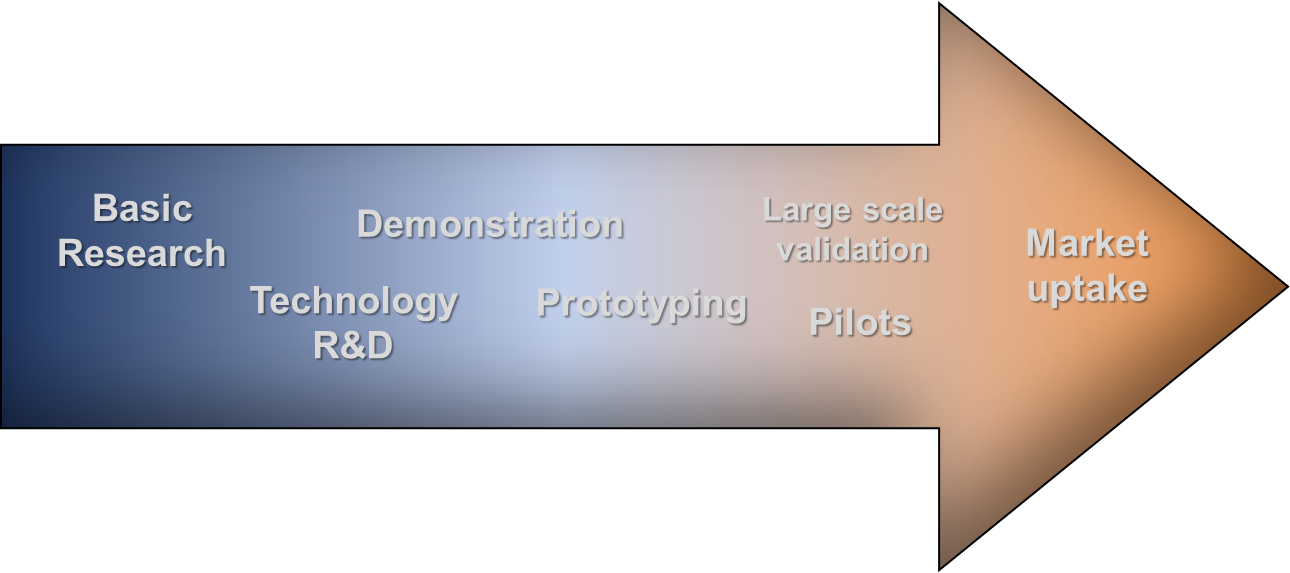 Basic
Research
Technology
R&D
Demonstration
Prototyping
Large scale
validation
Pilots
Market
uptake